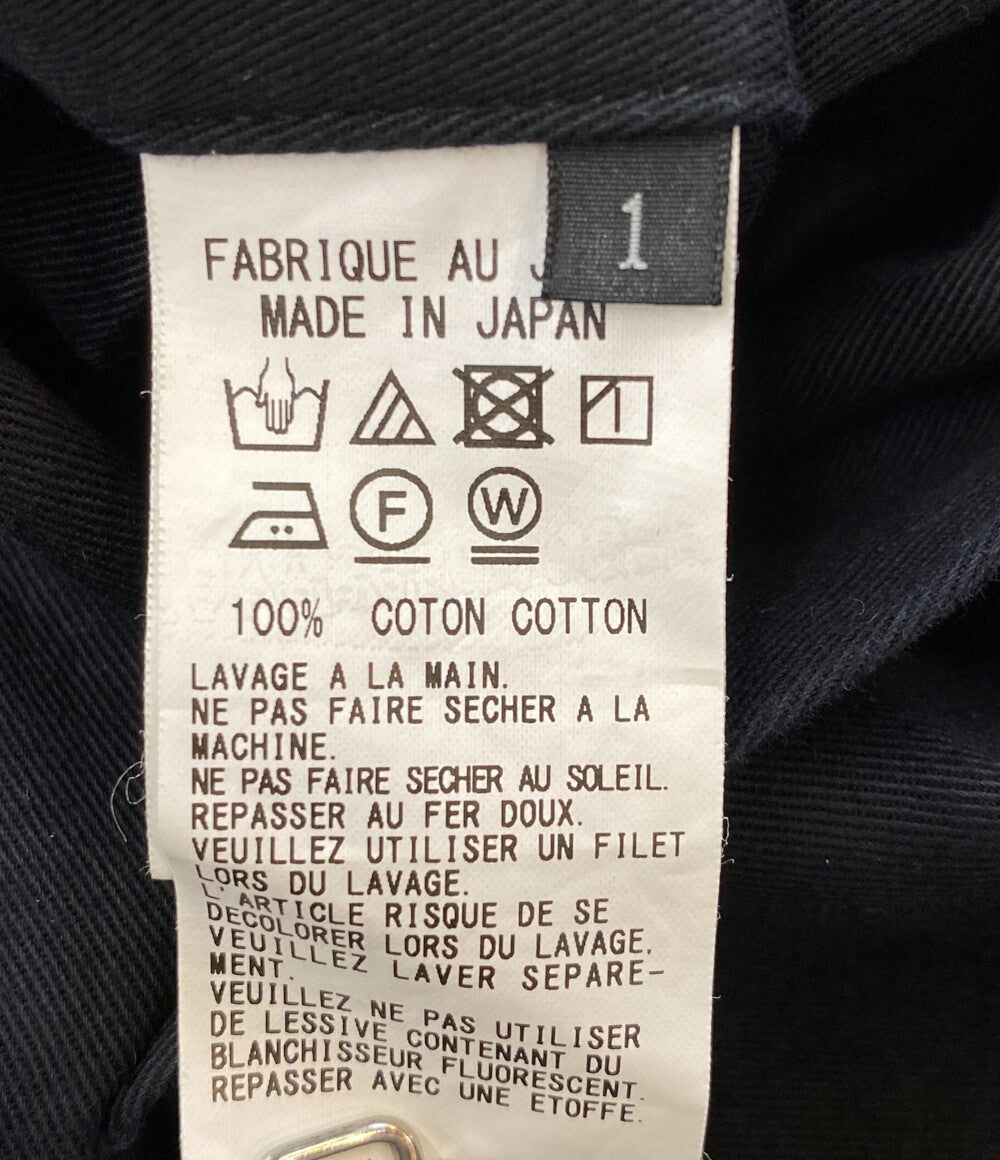 1
FABRIQUE AU J
MADE IN JAPAN
F W
100% COTON COTTON
LAVAGE A LA MAIN.
NE PAS FAIRE SECHER A LA
MACHINE.
NE PAS FAIRE SECHER AU SOLEIL.
REPASSER AU FER DOUX.
VEUILLEZ UTILISER UN FILET
LORS DU LAVAGE.
L'ARTICLE RISQUE DE SE
DECOLORER LORS DU LAVAGE.
VEUILLEZ LAVER SEPARE-
MENT.
VEUILLEZ NE PAS UTILISER
DE LESSIVE CONTENANT DU
BLANCHISSEUR FLUORESCENT.
REPASSER AVEC UNE ETOFFE.